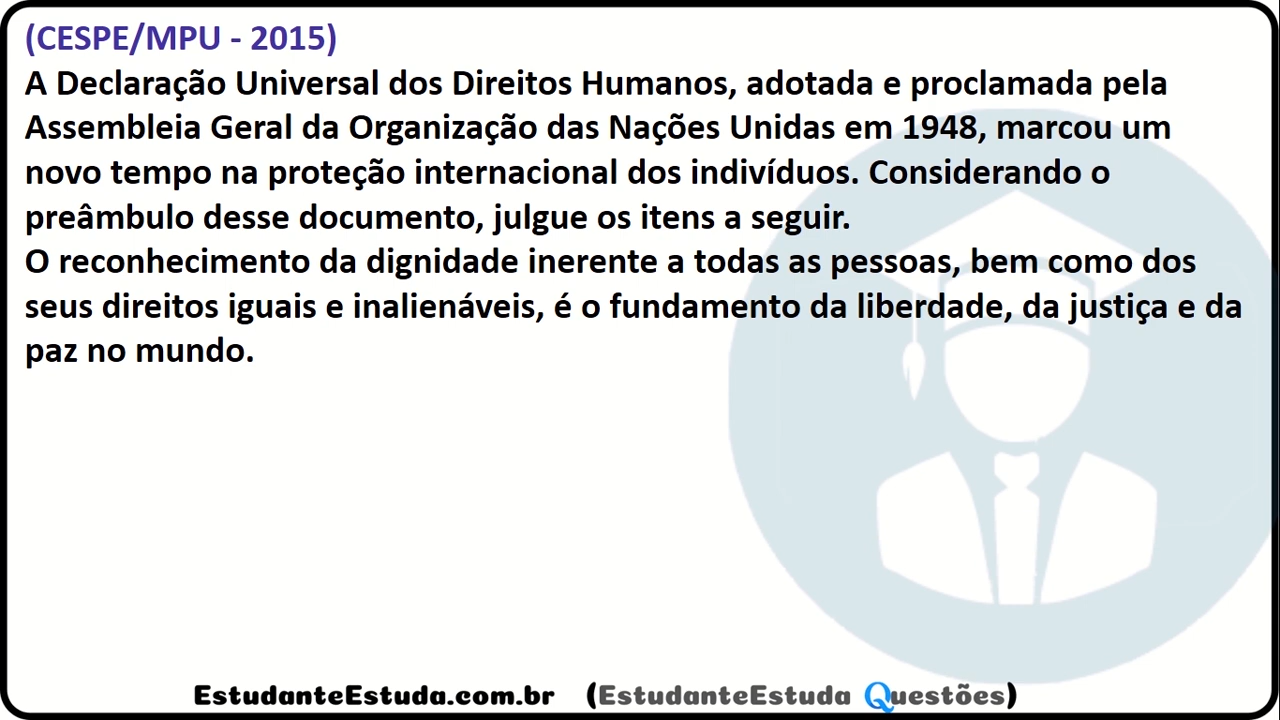 (CESPE/MPU - 2015)
A Declaração Universal dos Direitos Humanos, adotada e proclamada pela
Assembleia Geral da Organização das Nações Unidas em 1948, marcou um
novo tempo na proteção internacional dos indivíduos. Considerando o
preâmbulo desse documento, julgue os itens a seguir.
O reconhecimento da dignidade inerente a todas as pessoas, bem como dos
seus direitos iguais e inalienáveis, é o fundamento da liberdade, da justiça e da
paz no mundo.
EstudanteEstuda.com.br (EstudanteEstuda Questões)